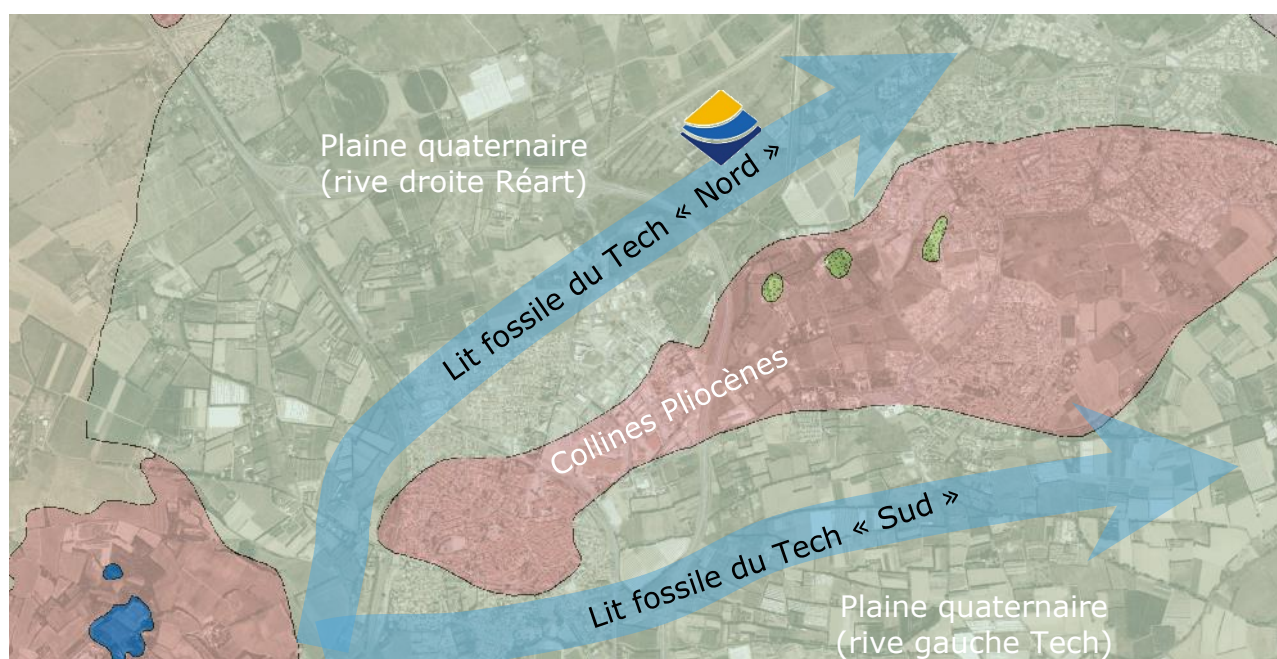 Plaine quaternaire
(rive droite Réart)
Lit fossile du Tech « Nord »
Collines Pliocènes
Lit fossile du Tech « Sud »
Plaine quaternaire
(rive gauche Tech)